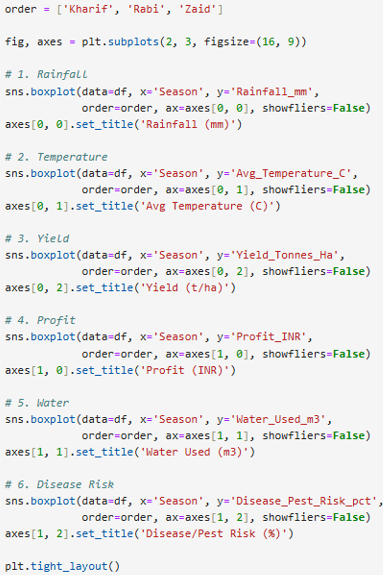 order = ['Kharif', 'Rabi', 'Zaid']
fig, axes = plt.subplots(2, 3, figsize=(16, 9))
# 1. Rainfall
sns.boxplot(data=df, x='Season', y='Rainfall_mm',
            order=order, ax=axes[0, 0], showfliers=False)
axes[0, 0].set_title('Rainfall (mm)')
# 2. Temperature
sns.boxplot(data=df, x='Season', y='Avg_Temperature_C',
            order=order, ax=axes[0, 1], showfliers=False)
axes[0, 1].set_title('Avg Temperature (C)')
# 3. Yield
sns.boxplot(data=df, x='Season', y='Yield_Tonnes_Ha',
            order=order, ax=axes[0, 2], showfliers=False)
axes[0, 2].set_title('Yield (t/ha)')
# 4. Profit
sns.boxplot(data=df, x='Season', y='Profit_INR',
            order=order, ax=axes[1, 0], showfliers=False)
axes[1, 0].set_title('Profit (INR)')
# 5. Water
sns.boxplot(data=df, x='Season', y='Water_Used_m3',
            order=order, ax=axes[1, 1], showfliers=False)
axes[1, 1].set_title('Water Used (m3)')
# 6. Disease Risk
sns.boxplot(data=df, x='Season', y='Disease_Pest_Risk_pct',
            order=order, ax=axes[1, 2], showfliers=False)
axes[1, 2].set_title('Disease/Pest Risk (%)')
plt.tight_layout()